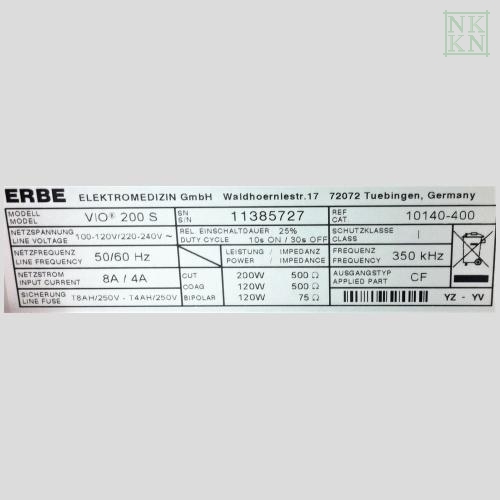 NK
KN
ERBE ELEKTROMEDIZIN GmbH Waldhoernlestr.17 72072 Tuebingen, Germany
MODELL
MODEL
VIO® 200 S
SN
S/N
11385727
REF
CAT.
10140-400
NETZSPANNUNG
LINE VOLTAGE
100-120V/220-240V ~
REL. EINSCHALTDAUER 25%
DUTY CYCLE 10s ON / 30s OFF
SCHUTZKLASSE
CLASS
I
NETZFREQUENZ
LINE FREQUENCY
50/60 Hz
LEISTUNG / IMPEDANZ
POWER / IMPEDANCE
FREQUENZ
FREQUENCY
350 kHz
NETZSTROM
INPUT CURRENT
8A / 4A
CUT 200W 500 Ω
COAG 120W 500 Ω
BIPOLAR 120W 75 Ω
AUSGANGSTYP
APPLIED PART
CF
SICHERUNG
LINE FUSE
T8AH/250V - T4AH/250V
YZ - YV